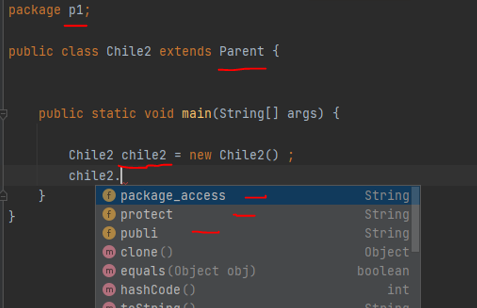 package p1;
public class Chile2 extends Parent {
public static void main(String[] args) {
Chile2 chile2 = new Chile2() ;
chile2.
f package_access String
f protect String
f publi String
m clone() Object
}
m equals(Object obj) boolean
}
m hashCode() int
m toString() String